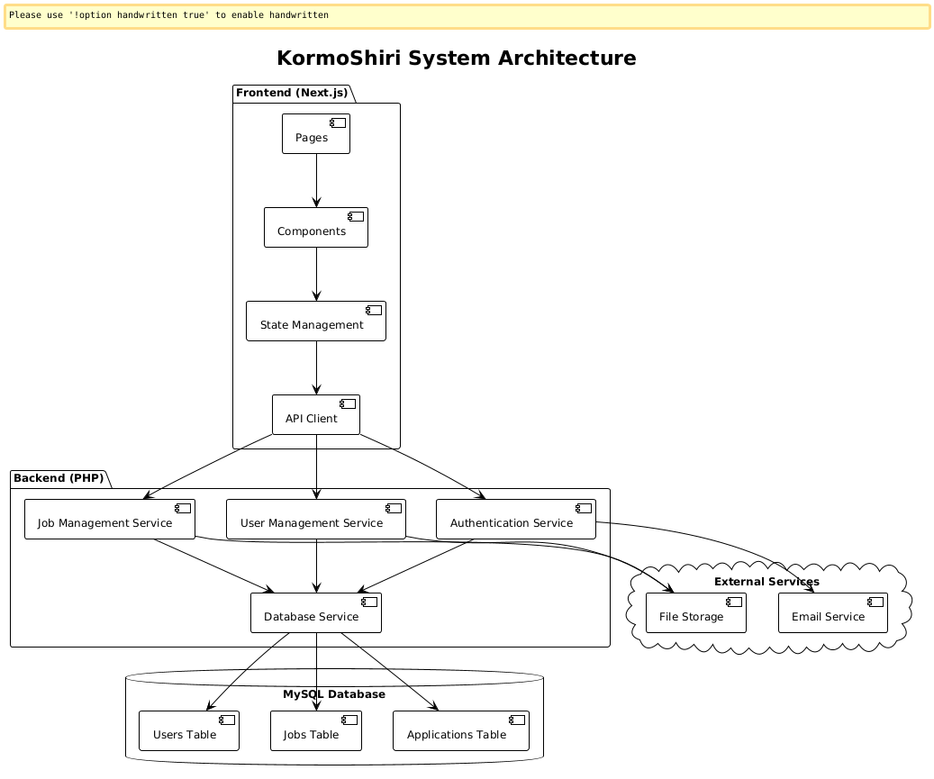 Please use '!option handwritten true' to enable handwritten
KormoShiri System Architecture
Frontend (Next.js)
Pages
Components
State Management
API Client
Backend (PHP)
Job Management Service
User Management Service
Authentication Service
External Services
Database Service
File Storage
Email Service
MySQL Database
Users Table
Jobs Table
Applications Table